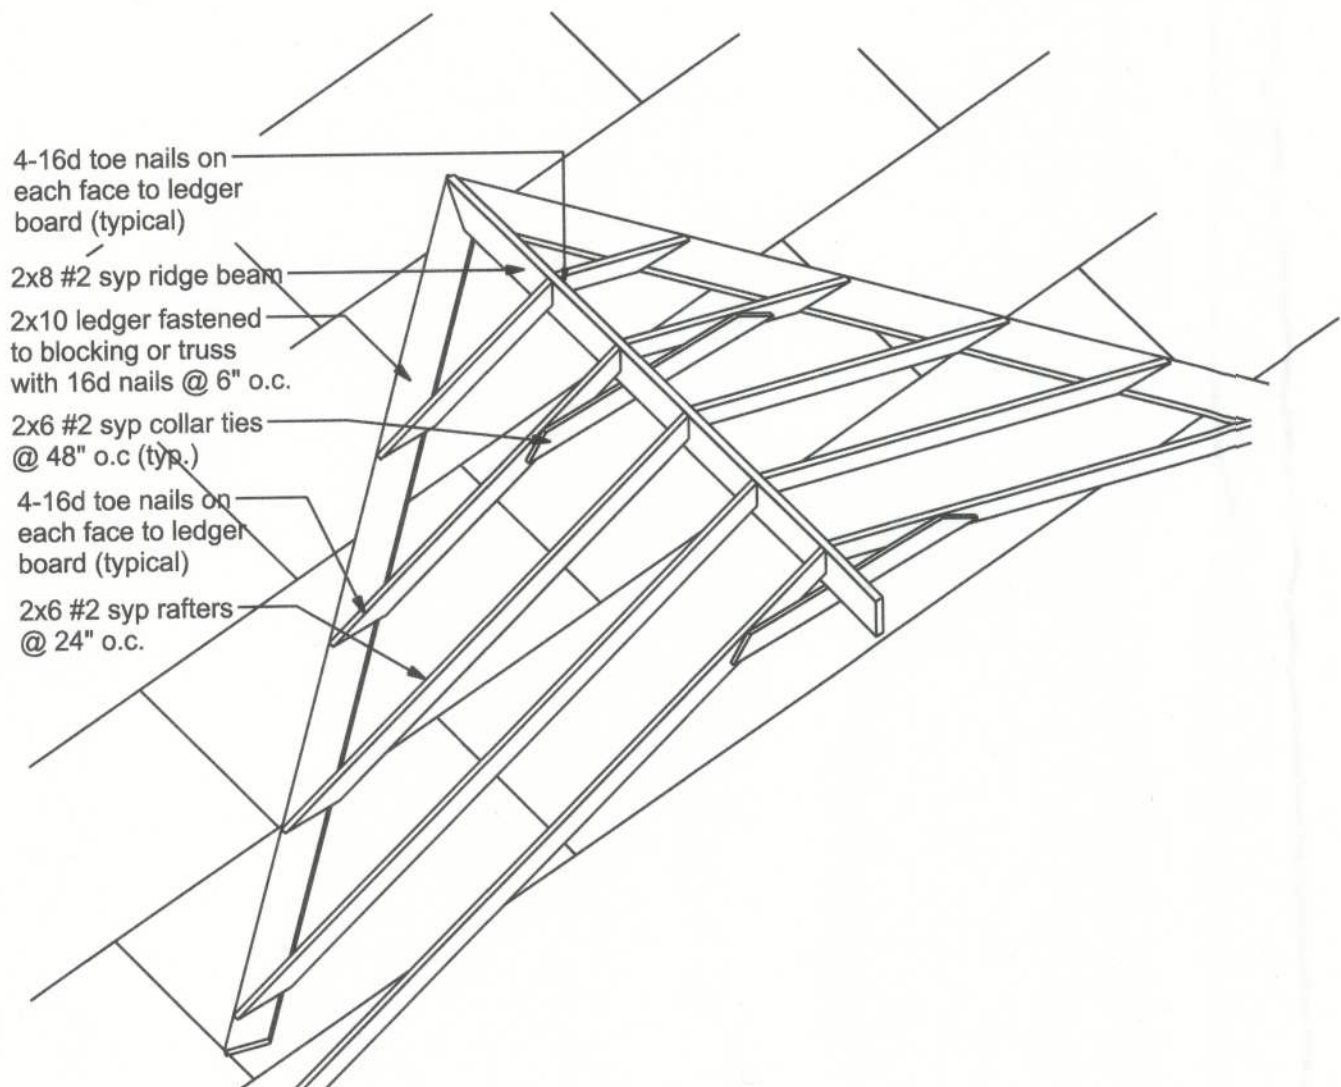 4-16d toe nails on
each face to ledger
board (typical)
2x8 #2 syp ridge beam
2x10 ledger fastened
to blocking or truss
with 16d nails @ 6" o.c.
2x6 #2 syp collar ties
@ 48" o.c (typ.)
4-16d toe nails on
each face to ledger
board (typical)
2x6 #2 syp rafters
@ 24" o.c.